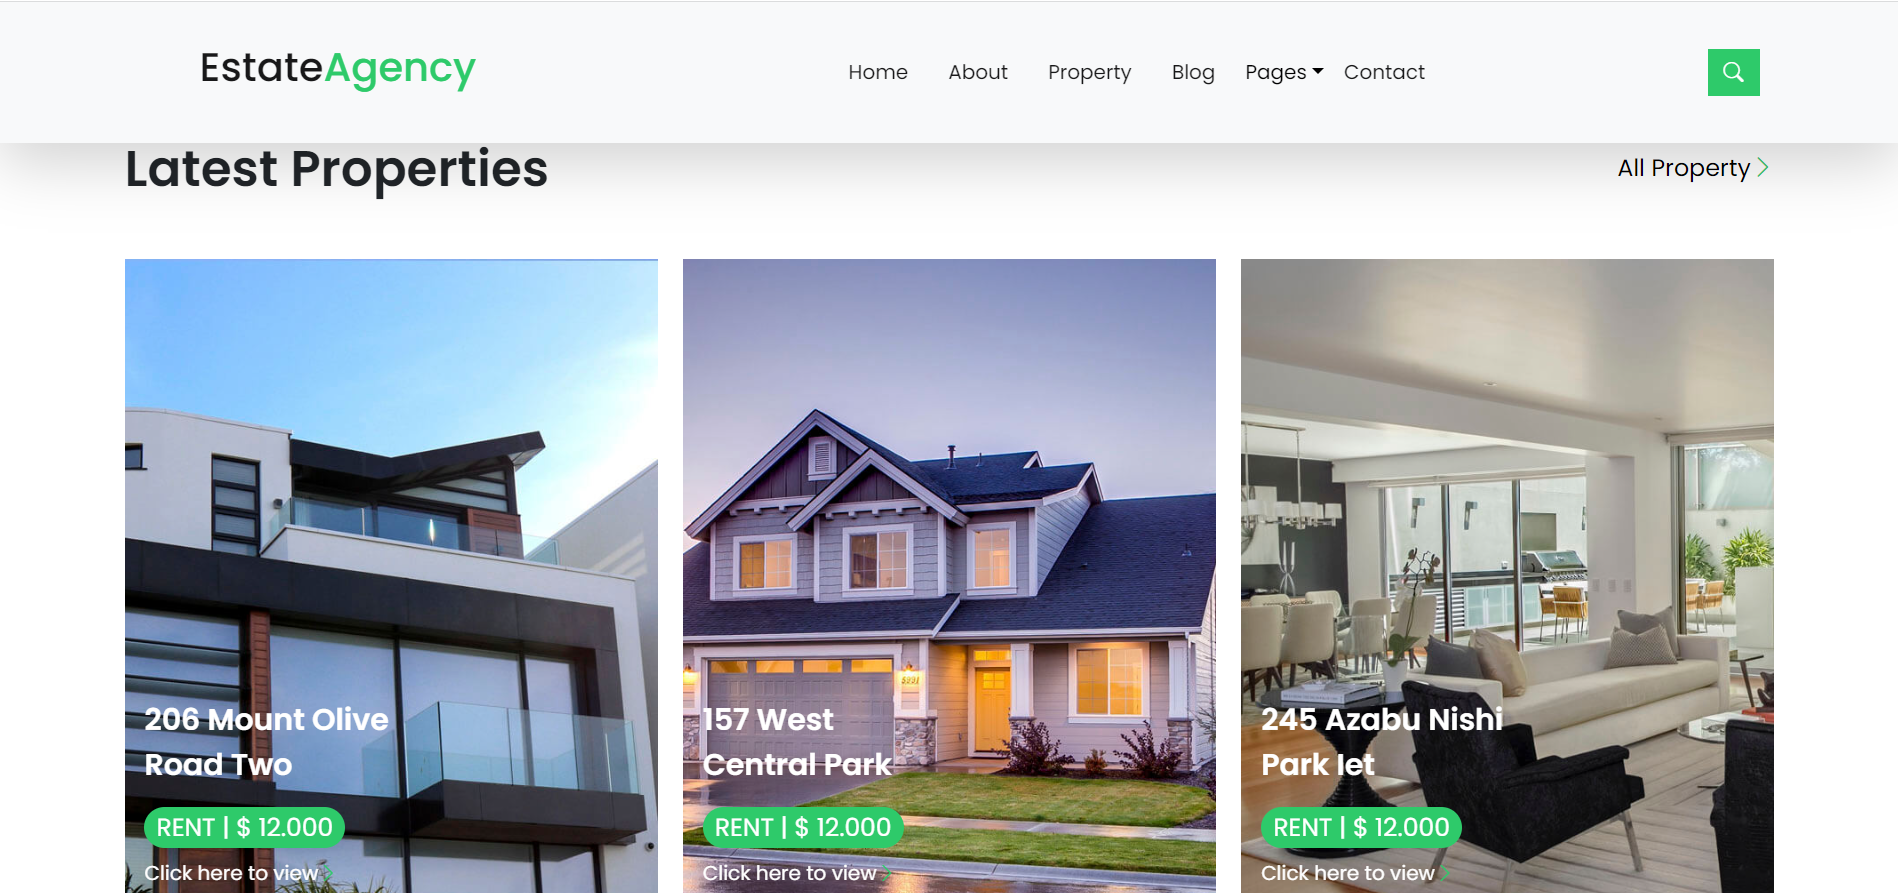 EstateAgency
Home About Property Blog Pages Contact
Latest Properties
All Property
206 Mount Olive
Road Two
RENT | $ 12.000
Click here to view
157 West
Central Park
RENT | $ 12.000
Click here to view
245 Azabu Nishi
Park let
RENT | $ 12.000
Click here to view